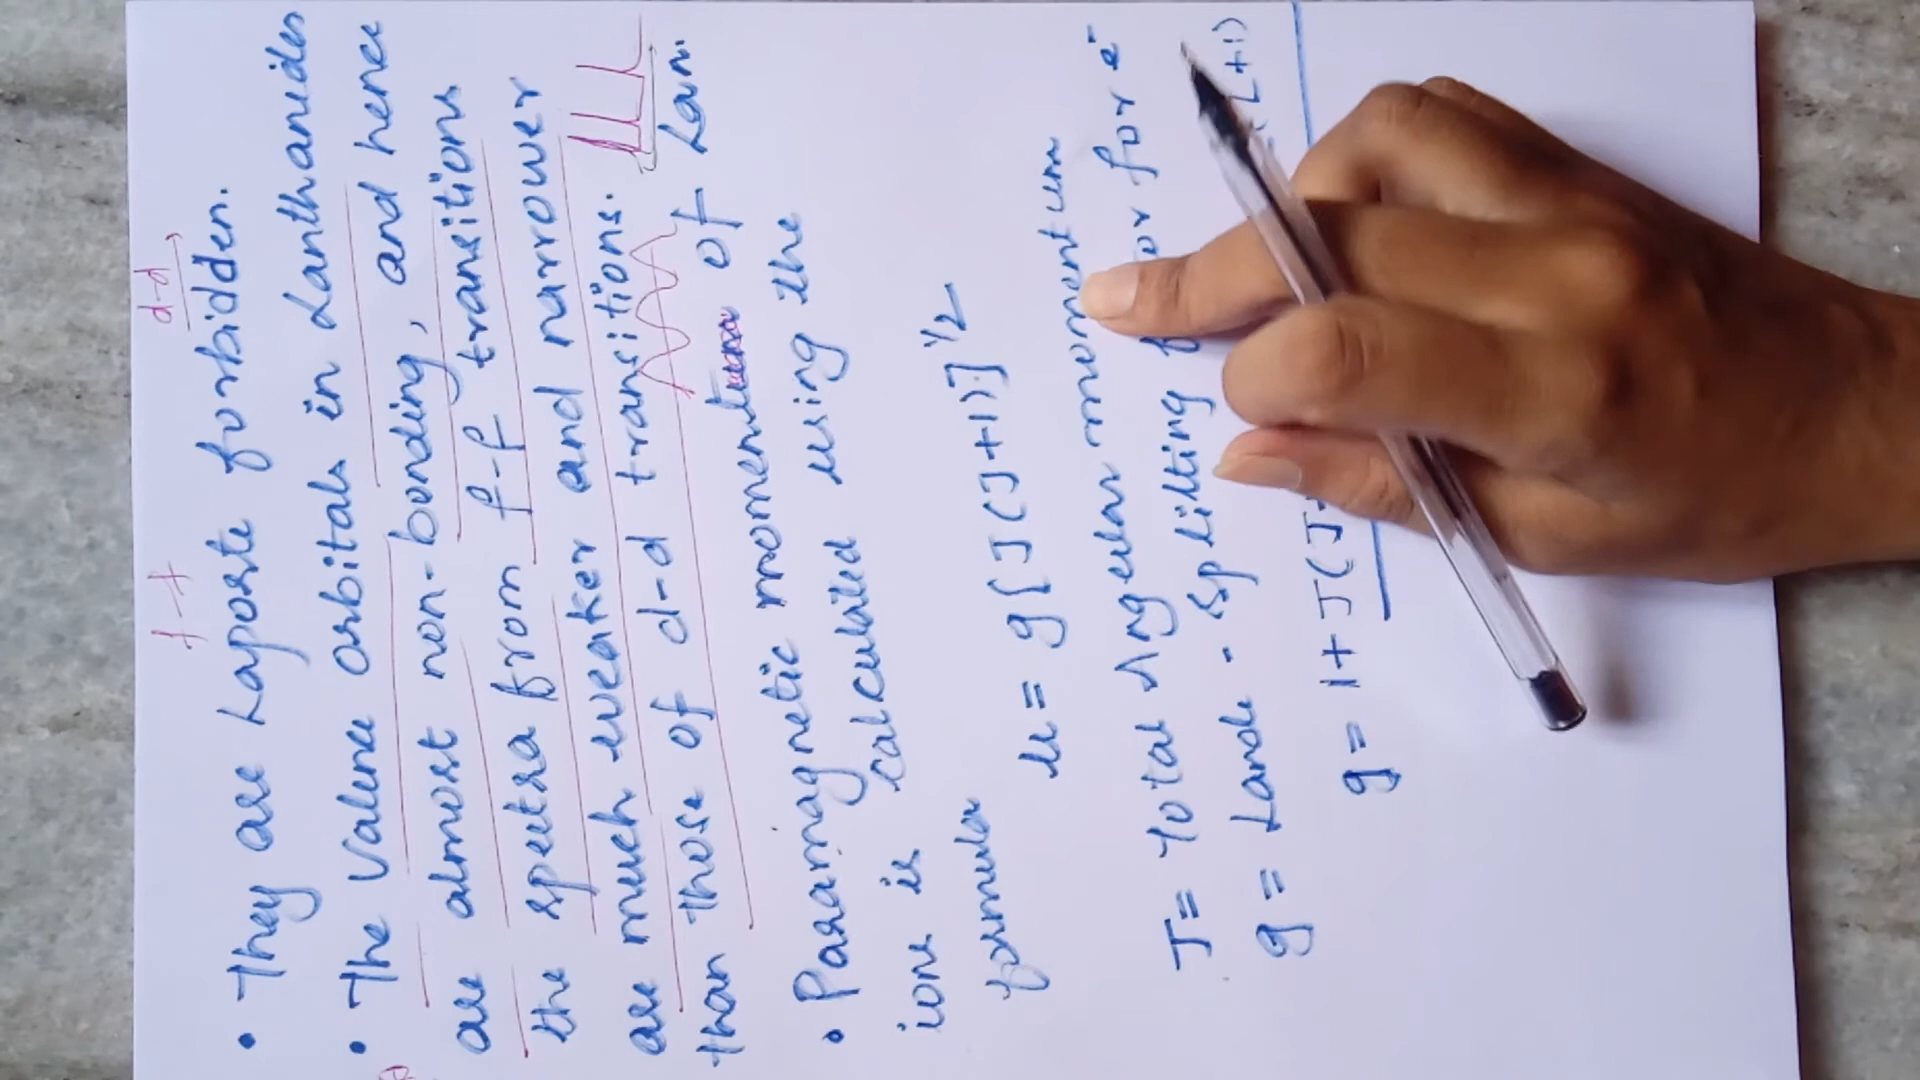 f-f d-d
• They are Laporte forbidden.
• The Valence orbitals in Lanthanides
are almost non-bonding, and hence
the spectra from f-f transitions
are much weaker and narrower
than those of d-d transitions.
• Paramagnetic moment of Lan.
ions is calculated using the
formula
μ = g[J(J+1)]^1/2
J = Total Angular momentum
g = Lande - Splitting for e⁻
g = 1+ J(J L+1)